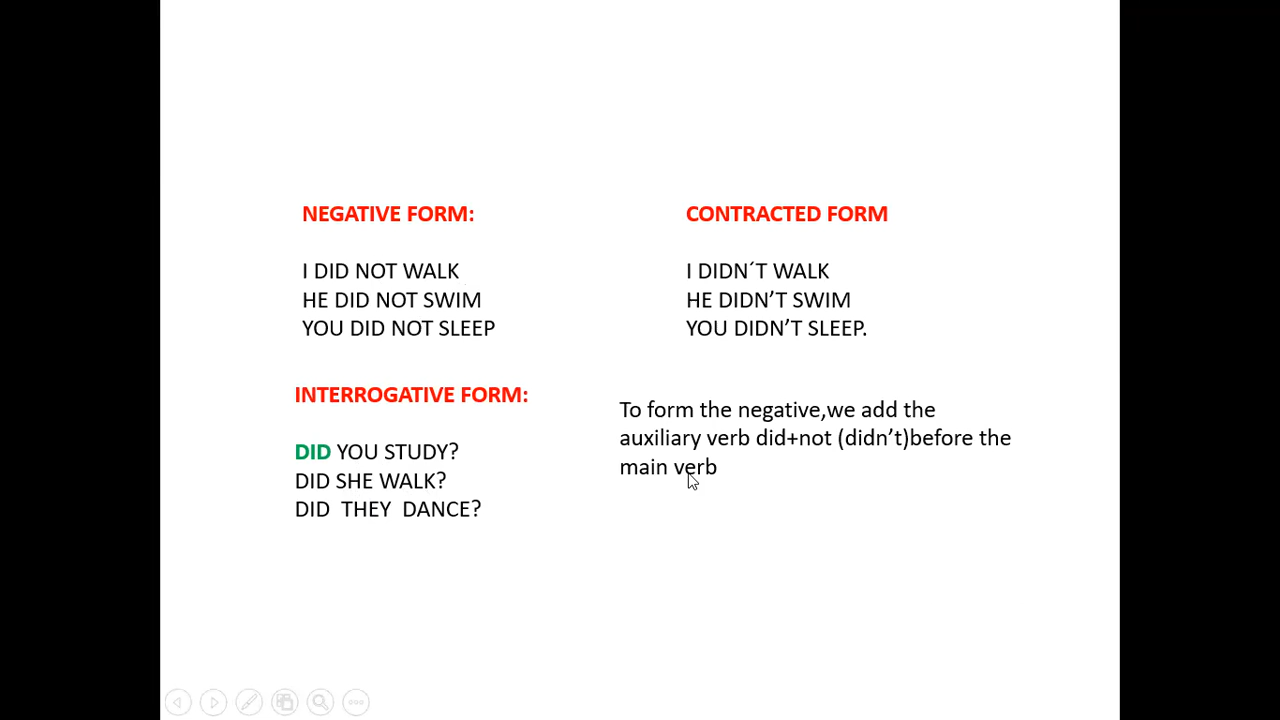 NEGATIVE FORM:
I DID NOT WALK
HE DID NOT SWIM
YOU DID NOT SLEEP
CONTRACTED FORM
I DIDN´T WALK
HE DIDN’T SWIM
YOU DIDN’T SLEEP.
INTERROGATIVE FORM:
DID YOU STUDY?
DID SHE WALK?
DID  THEY  DANCE?
To form the negative,we add the
auxiliary verb did+not (didn’t)before the
main verb